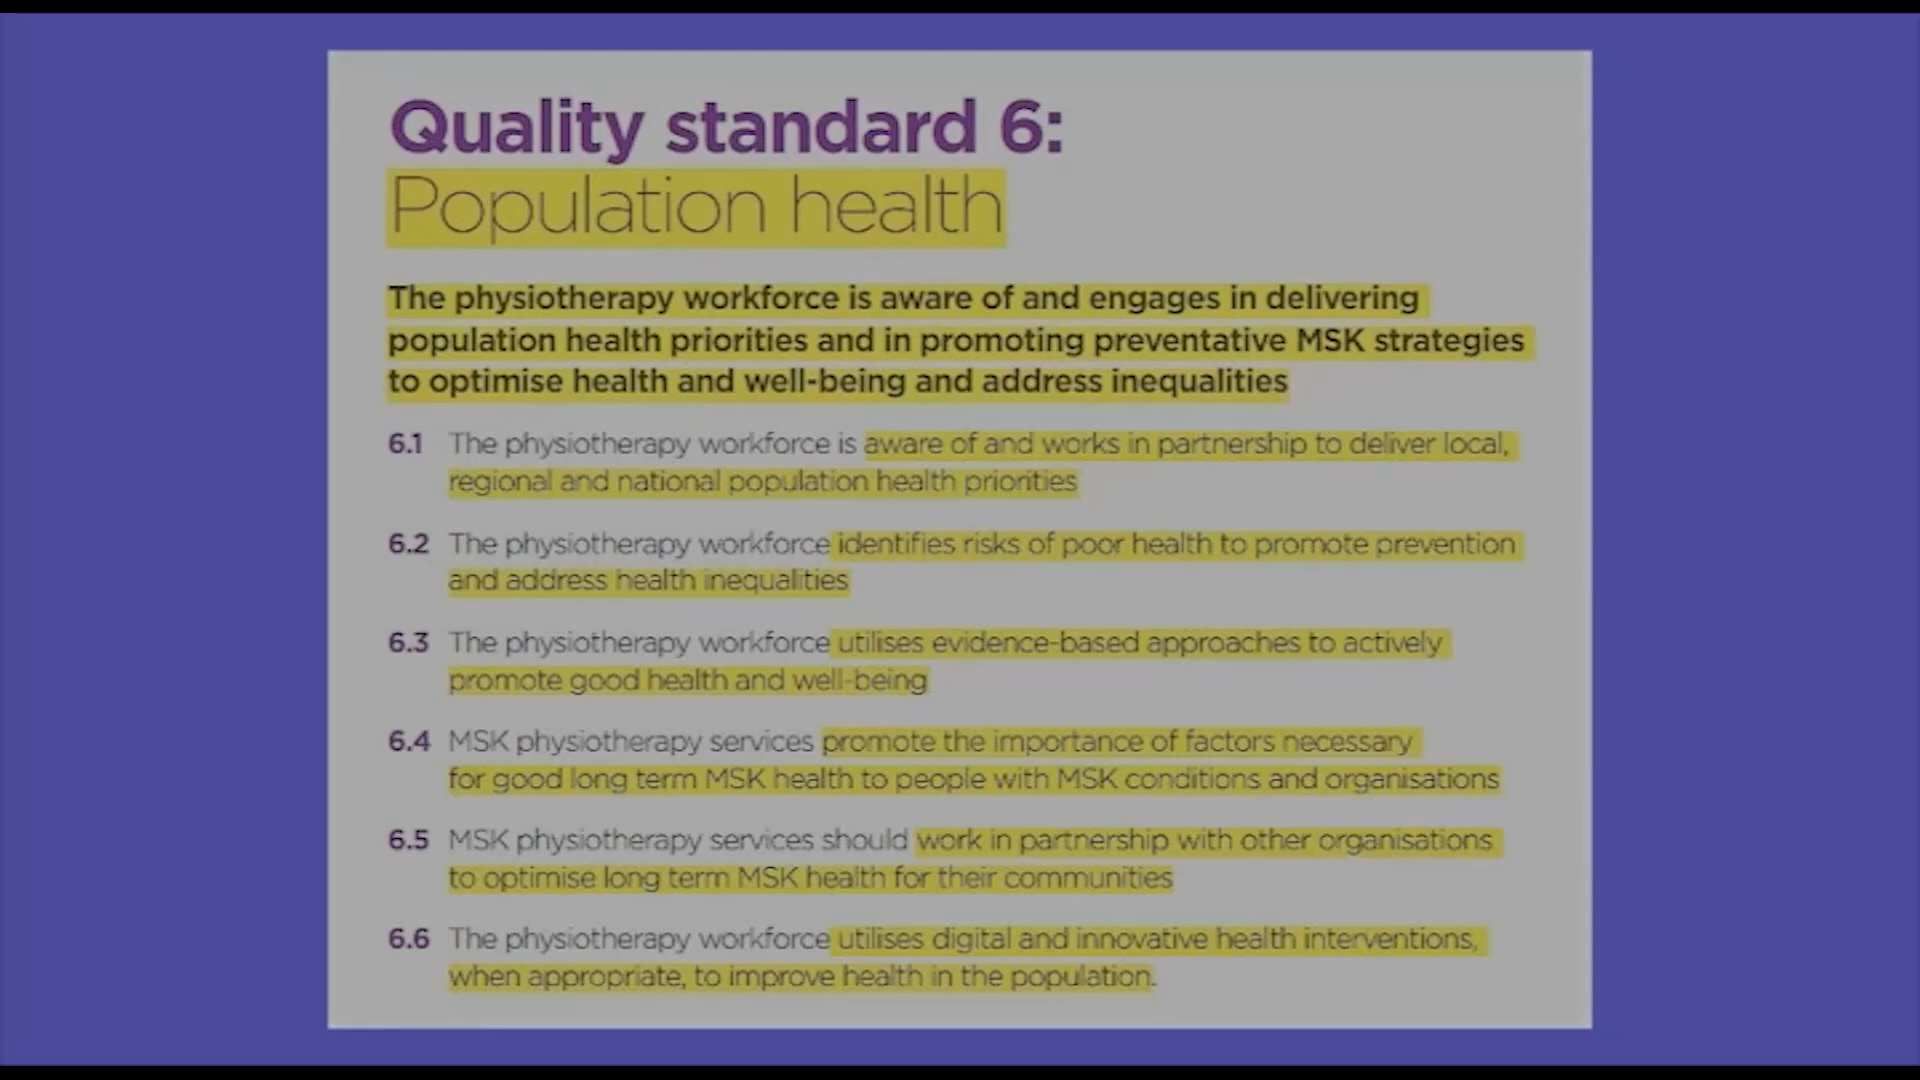 Quality standard 6:
Population health
The physiotherapy workforce is aware of and engages in delivering
population health priorities and in promoting preventative MSK strategies
to optimise health and well-being and address inequalities
6.1 The physiotherapy workforce is aware of and works in partnership to deliver local,
regional and national population health priorities
6.2 The physiotherapy workforce identifies risks of poor health to promote prevention
and address health inequalities
6.3 The physiotherapy workforce utilises evidence-based approaches to actively
promote good health and well-being
6.4 MSK physiotherapy services promote the importance of factors necessary
for good long term MSK health to people with MSK conditions and organisations
6.5 MSK physiotherapy services should work in partnership with other organisations
to optimise long term MSK health for their communities
6.6 The physiotherapy workforce utilises digital and innovative health interventions,
when appropriate, to improve health in the population.